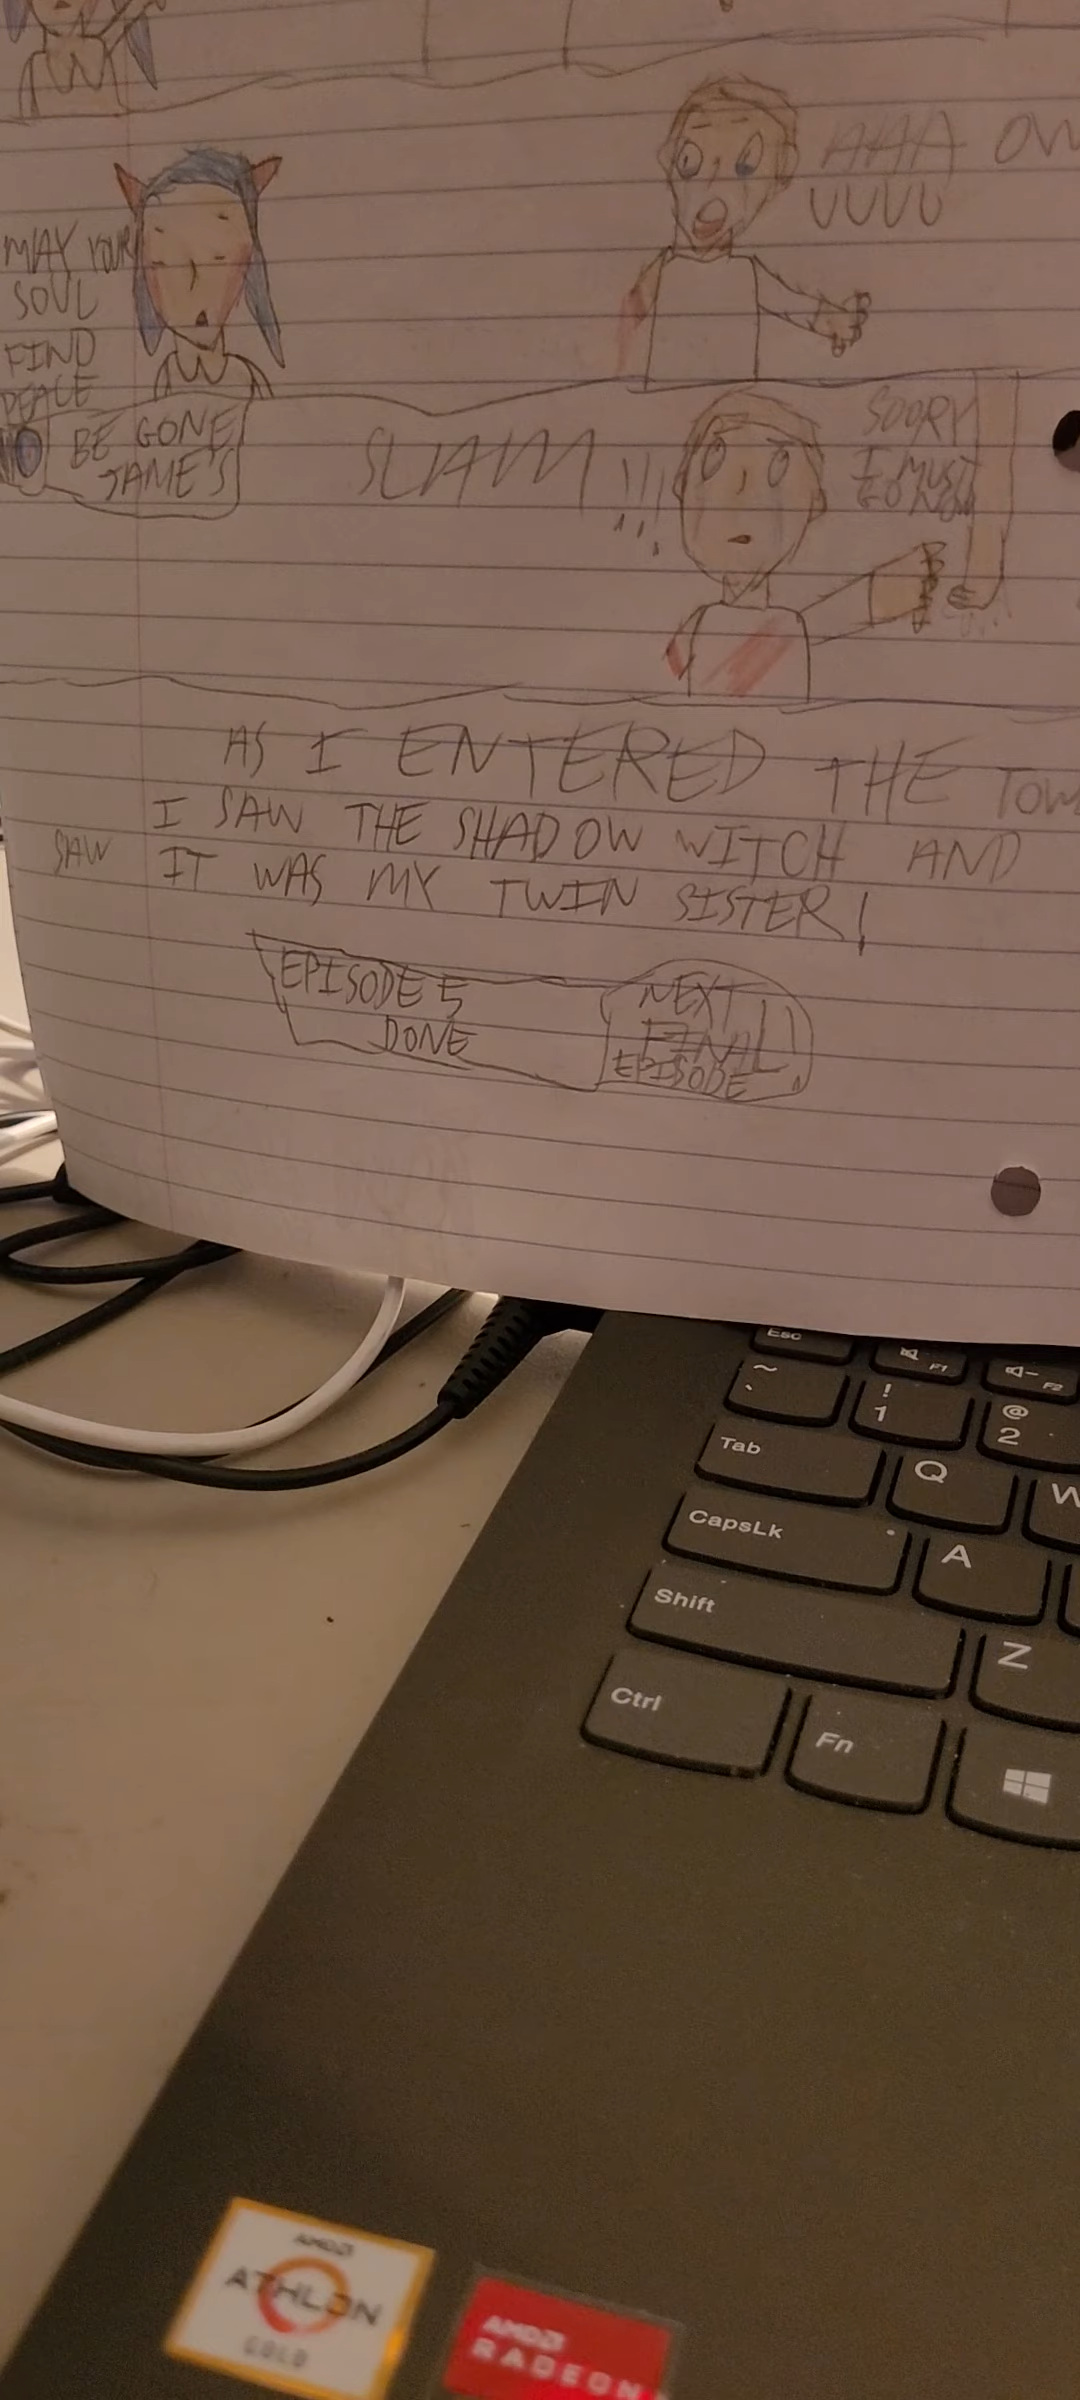 AAA OW
UUUU
MAY YOUR
SOUL
FIND
PEACE
BE GONE
JAME'S
SLAM!!!
SOORY
I MUST
GO NOW
AS I ENTERED THE TOW
I SAW THE SHADOW WITCH AND
SAW IT WAS MY TWIN SISTER!
EPISODE 5
DONE
NEXT
FINAL
EPISODE
Esc
F1
F2
~
`
!
1
@
2
Tab
Q
W
CapsLk
A
Shift
Z
Ctrl
Fn
AMD
ATHLON
GOLD
AMD
RADEON